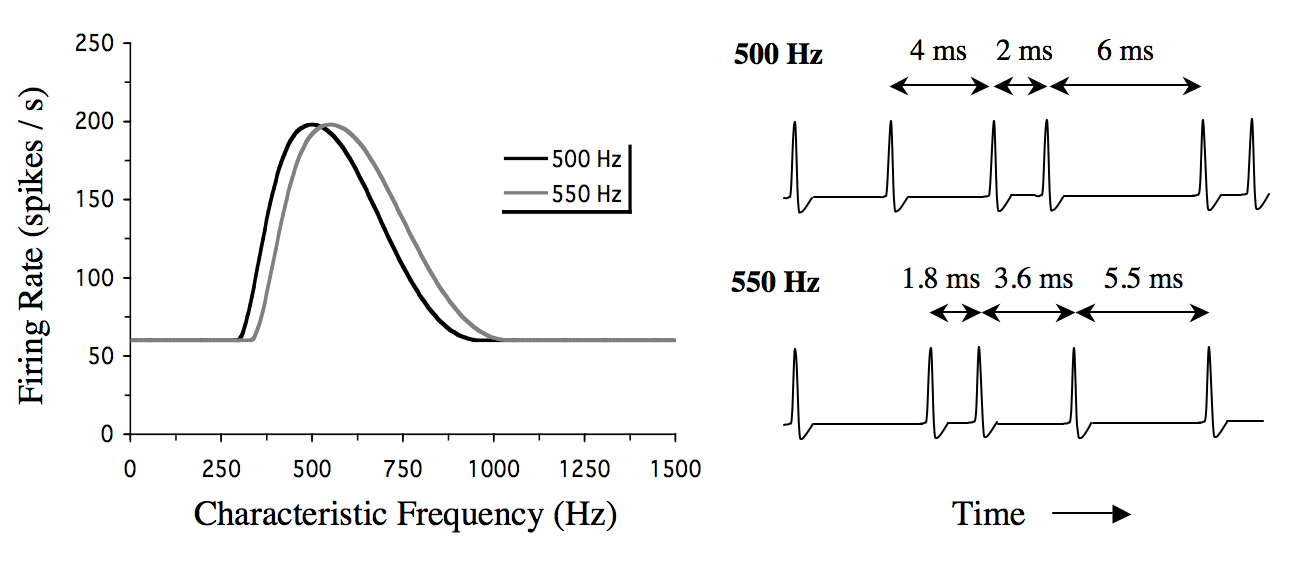 250
200
150
100
50
0
0 250 500 750 1000 1250 1500
Firing Rate (spikes / s)
Characteristic Frequency (Hz)
500 Hz
550 Hz
500 Hz
4 ms 2 ms 6 ms
550 Hz
1.8 ms 3.6 ms 5.5 ms
Time